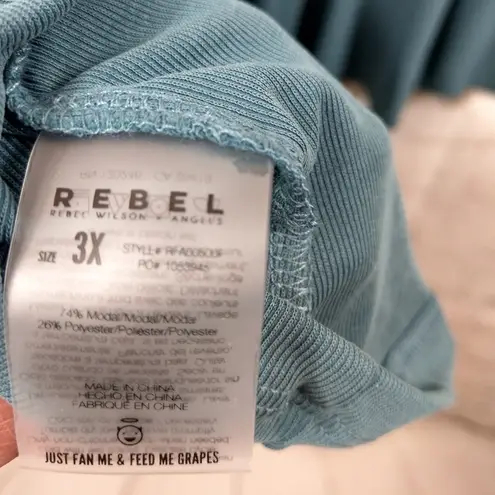 REBEL
REBEL WILSON × ANGELS
SIZE 3X
STYLE#
PO# 1053945
74% Modal/Modal/Modal
26% Polyester/Poliéster/Polyester
MADE IN CHINA
HECHO EN CHINA
FABRIQUÉ EN CHINE
JUST FAN ME & FEED ME GRAPES